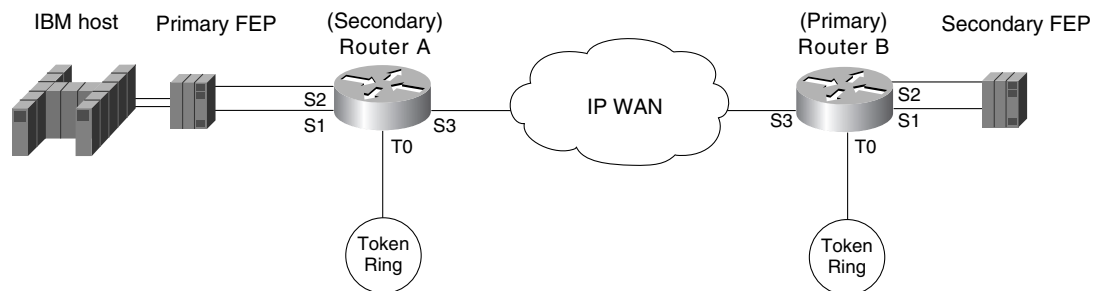 IBM host
Primary FEP
(Secondary)
Router A
(Primary)
Router B
Secondary FEP
S2
S1
S3
T0
IP WAN
S3
S2
S1
T0
Token
Ring
Token
Ring